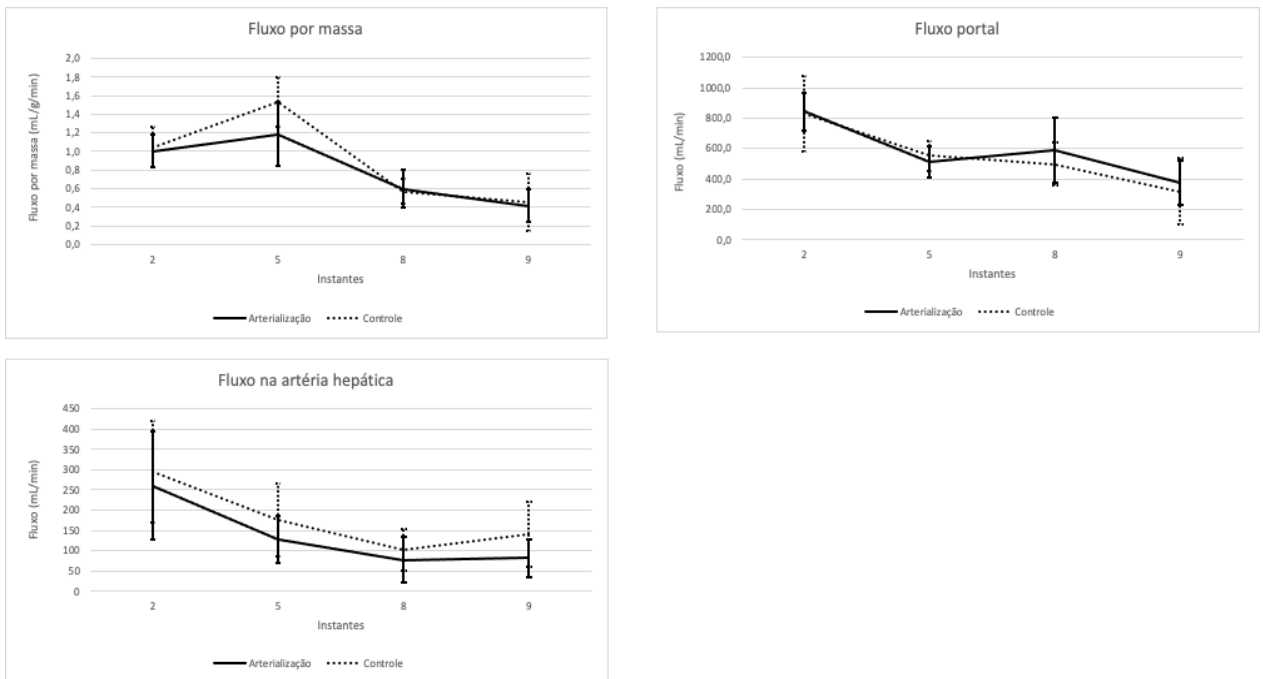 Fluxo por massa
Fluxo por massa (mL/g/min)
2,0
1,8
1,6
1,4
1,2
1,0
0,8
0,6
0,4
0,2
0,0
2 5 8 9
Instantes
Arterialização Controle
Fluxo portal
Fluxo (mL/min)
1200,0
1000,0
800,0
600,0
400,0
200,0
0,0
2 5 8 9
Instantes
Arterialização Controle
Fluxo na artéria hepática
Fluxo (mL/min)
450
400
350
300
250
200
150
100
50
0
2 5 8 9
Instantes
Arterialização Controle